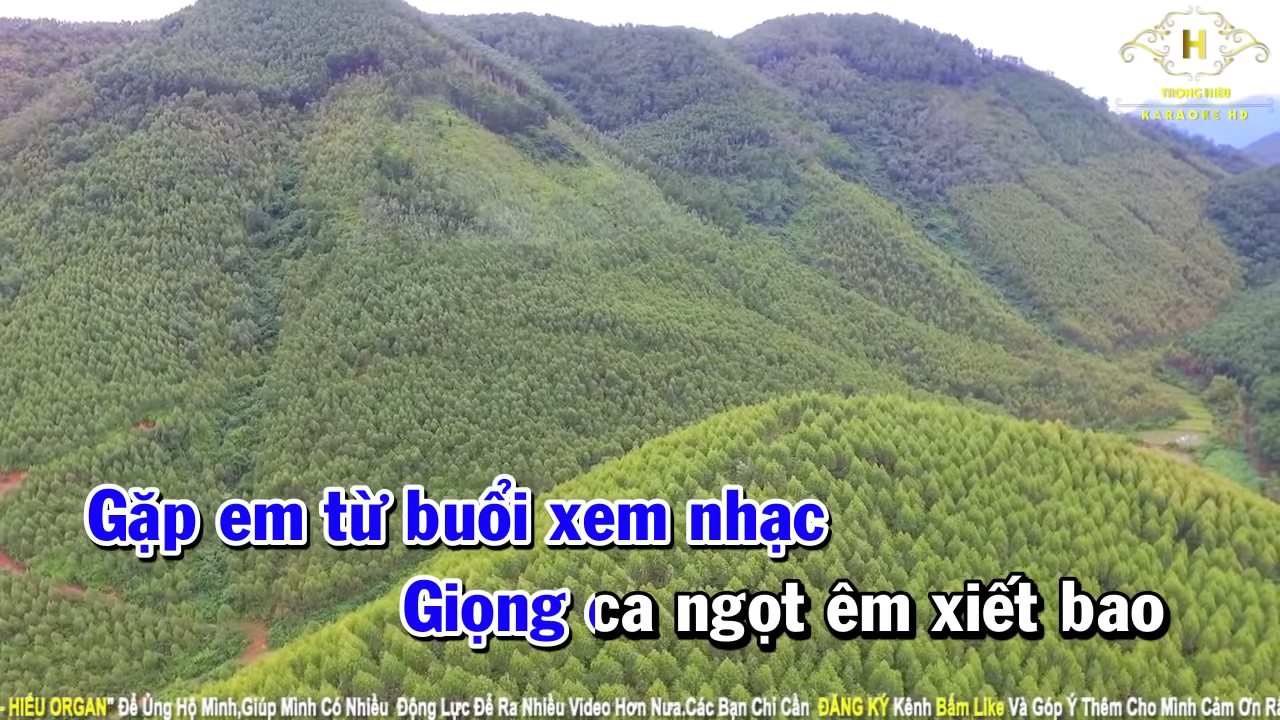 H
TRỌNG HIẾU
KARAOKE HD
Gặp em từ buổi xem nhạc
Giọng ca ngọt êm xiết bao
- HIẾU ORGAN" Để Ủng Hộ Mình,Giúp Mình Có Nhiều Động Lực Để Ra Nhiều Video Hơn Nưa.Các Bạn Chỉ Cần ĐĂNG KÝ Kênh Bấm Like Và Góp Ý Thêm Cho Mình Cảm Ơn